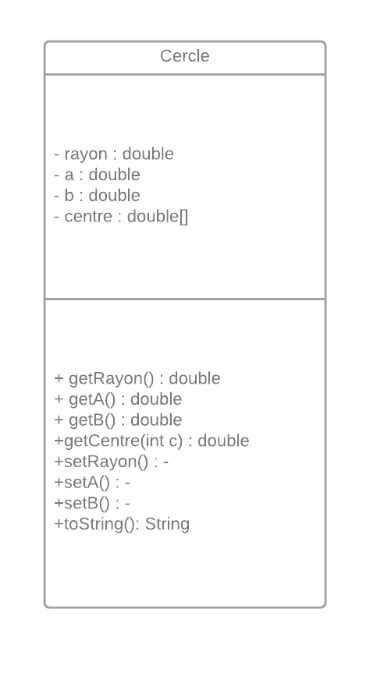 Cercle
- rayon : double
- a : double
- b : double
- centre : double[]
+ getRayon() : double
+ getA() : double
+ getB() : double
+getCentre(int c) : double
+setRayon() : -
+setA() : -
+setB() : -
+toString(): String